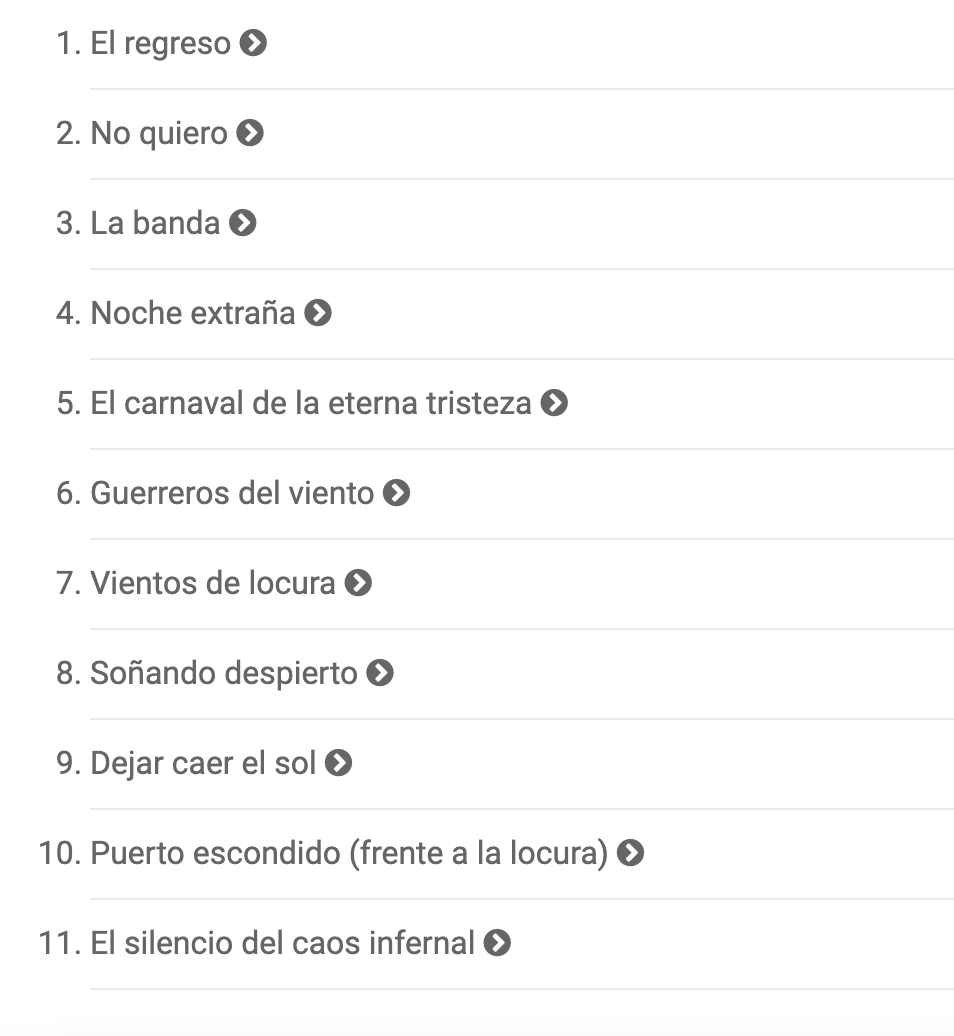 1. El regreso
2. No quiero
3. La banda
4. Noche extraña
5. El carnaval de la eterna tristeza
6. Guerreros del viento
7. Vientos de locura
8. Soñando despierto
9. Dejar caer el sol
10. Puerto escondido (frente a la locura)
11. El silencio del caos infernal